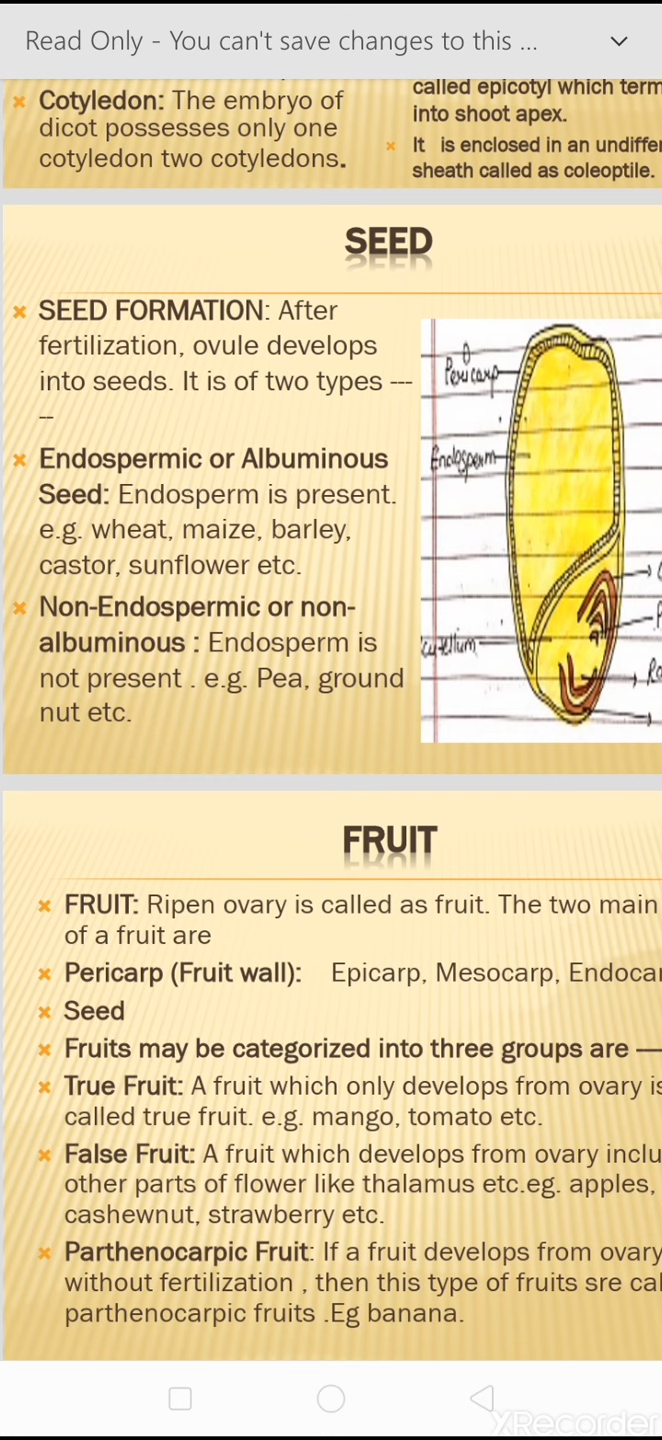 Read Only - You can't save changes to this ...
Cotyledon: The embryo of
dicot possesses only one
cotyledon two cotyledons.
called epicotyl which term
into shoot apex.
It is enclosed in an undiffe
sheath called as coleoptile.
SEED
SEED FORMATION: After
fertilization, ovule develops
into seeds. It is of two types ---
--
Endospermic or Albuminous
Seed: Endosperm is present.
e.g. wheat, maize, barley,
castor, sunflower etc.
Non-Endospermic or non-
albuminous : Endosperm is
not present . e.g. Pea, ground
nut etc.
Pericarp
Endosperm
cutellium
FRUIT
FRUIT: Ripen ovary is called as fruit. The two main
of a fruit are
Pericarp (Fruit wall): Epicarp, Mesocarp, Endocar
Seed
Fruits may be categorized into three groups are —
True Fruit: A fruit which only develops from ovary is
called true fruit. e.g. mango, tomato etc.
False Fruit: A fruit which develops from ovary inclu
other parts of flower like thalamus etc.eg. apples,
cashewnut, strawberry etc.
Parthenocarpic Fruit: If a fruit develops from ovary
without fertilization , then this type of fruits sre cal
parthenocarpic fruits .Eg banana.
XRecorder